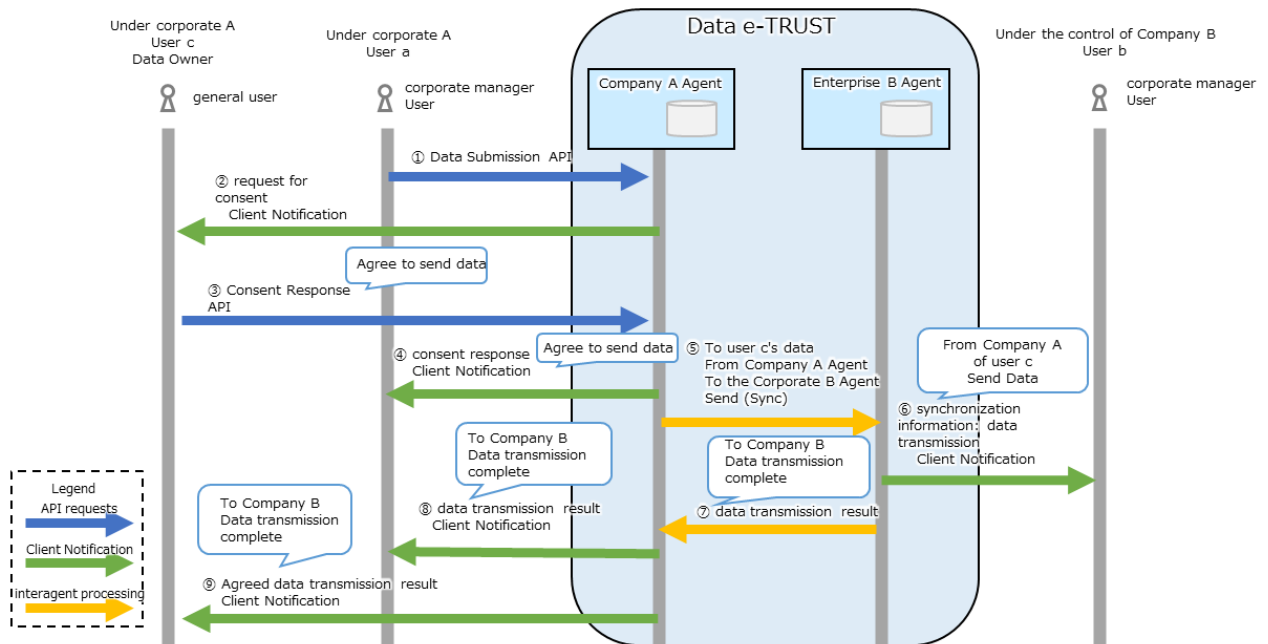 Data e-TRUST
Under corporate A
User c
Data Owner
Under corporate A
User a
Under the control of Company B
User b
general user
corporate manager
User
Company A Agent
Enterprise B Agent
corporate manager
User
① Data Submission API
② request for
consent
Client Notification
Agree to send data
③ Consent Response
API
Agree to send data
④ consent response
Client Notification
⑤ To user c's data
From Company A Agent
To the Corporate B Agent
Send (Sync)
From Company A
of user c
Send Data
⑥ synchronization
information: data
transmission
Client Notification
To Company B
Data transmission
complete
⑦ data transmission result
To Company B
Data transmission
complete
⑧ data transmission result
Client Notification
To Company B
Data transmission
complete
⑨ Agreed data transmission result
Client Notification
Legend
API requests
Client Notification
interagent processing